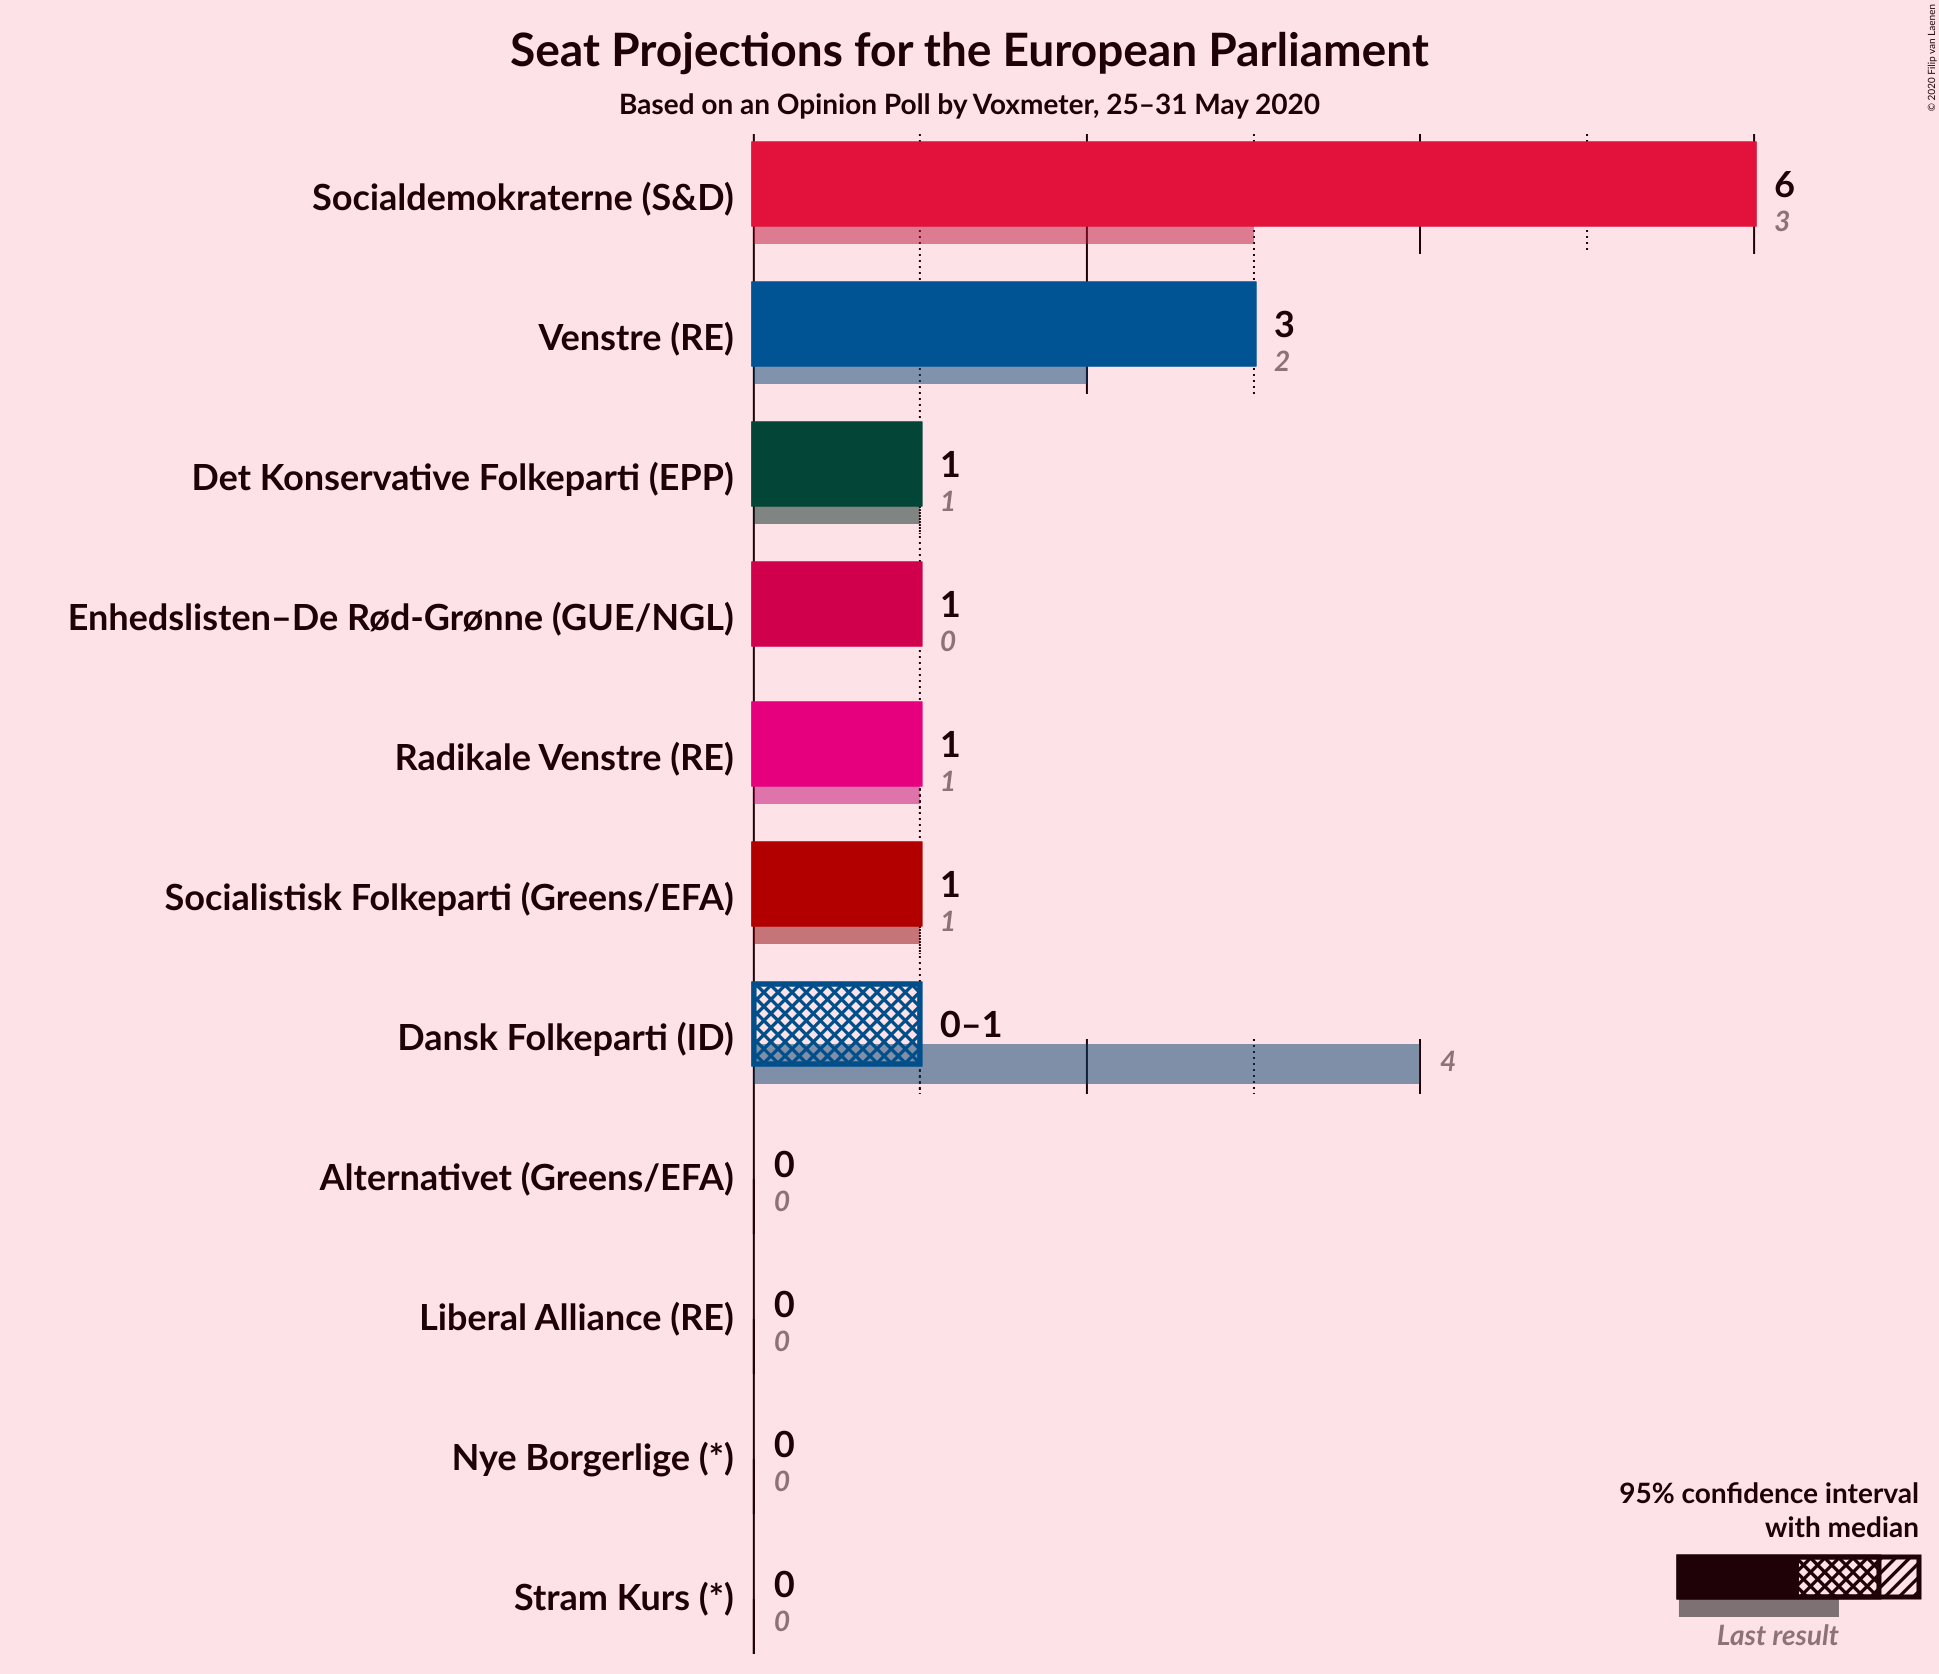 Seat Projections for the European Parliament
Based on an Opinion Poll by Voxmeter, 25–31 May 2020
© 2020 Filip van Laenen
Socialdemokraterne (S&D)
6
3
Venstre (RE)
3
2
Det Konservative Folkeparti (EPP)
1
1
Enhedslisten–De Rød-Grønne (GUE/NGL)
1
0
Radikale Venstre (RE)
1
1
Socialistisk Folkeparti (Greens/EFA)
1
1
Dansk Folkeparti (ID)
0–1
4
Alternativet (Greens/EFA)
0
0
Liberal Alliance (RE)
0
0
Nye Borgerlige (*)
0
0
Stram Kurs (*)
0
0
95% confidence interval
with median
Last result